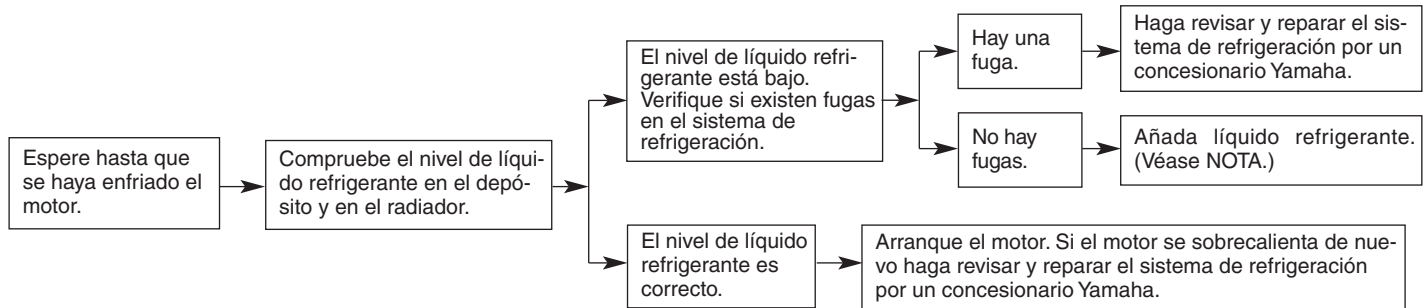 Espere hasta que
se haya enfriado el
motor.
Compruebe el nivel de líqui-
do refrigerante en el depó-
sito y en el radiador.
El nivel de líquido refri-
gerante está bajo.
Verifique si existen fugas
en el sistema de
refrigeración.
Hay una
fuga.
Haga revisar y reparar el sis-
tema de refrigeración por un
concesionario Yamaha.
No hay
fugas.
Añada líquido refrigerante.
(Véase NOTA.)
El nivel de líquido
refrigerante es
correcto.
Arranque el motor. Si el motor se sobrecalienta de nue-
vo haga revisar y reparar el sistema de refrigeración
por un concesionario Yamaha.